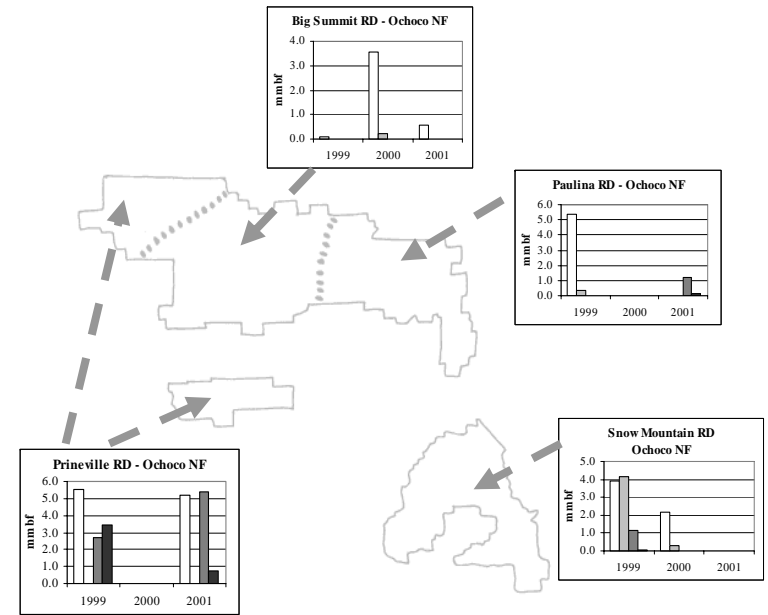 Big Summit RD - Ochoco NF
4.0
3.0
2.0
1.0
0.0
mmbf
1999 2000 2001
Paulina RD - Ochoco NF
6.0
5.0
4.0
3.0
2.0
1.0
0.0
mmbf
1999 2000 2001
Prineville RD - Ochoco NF
6.0
5.0
4.0
3.0
2.0
1.0
0.0
mmbf
1999 2000 2001
Snow Mountain RD
Ochoco NF
5.0
4.0
3.0
2.0
1.0
0.0
mmbf
1999 2000 2001